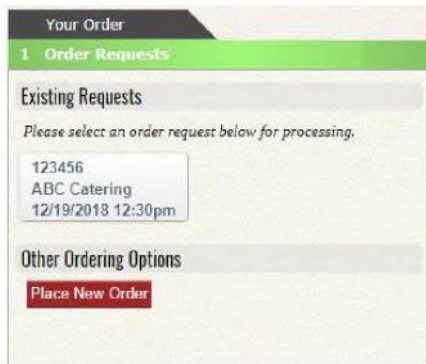 Your Order
1 Order Requests
Existing Requests
Please select an order request below for processing.
123456
ABC Catering
12/19/2018 12:30pm
Other Ordering Options
Place New Order